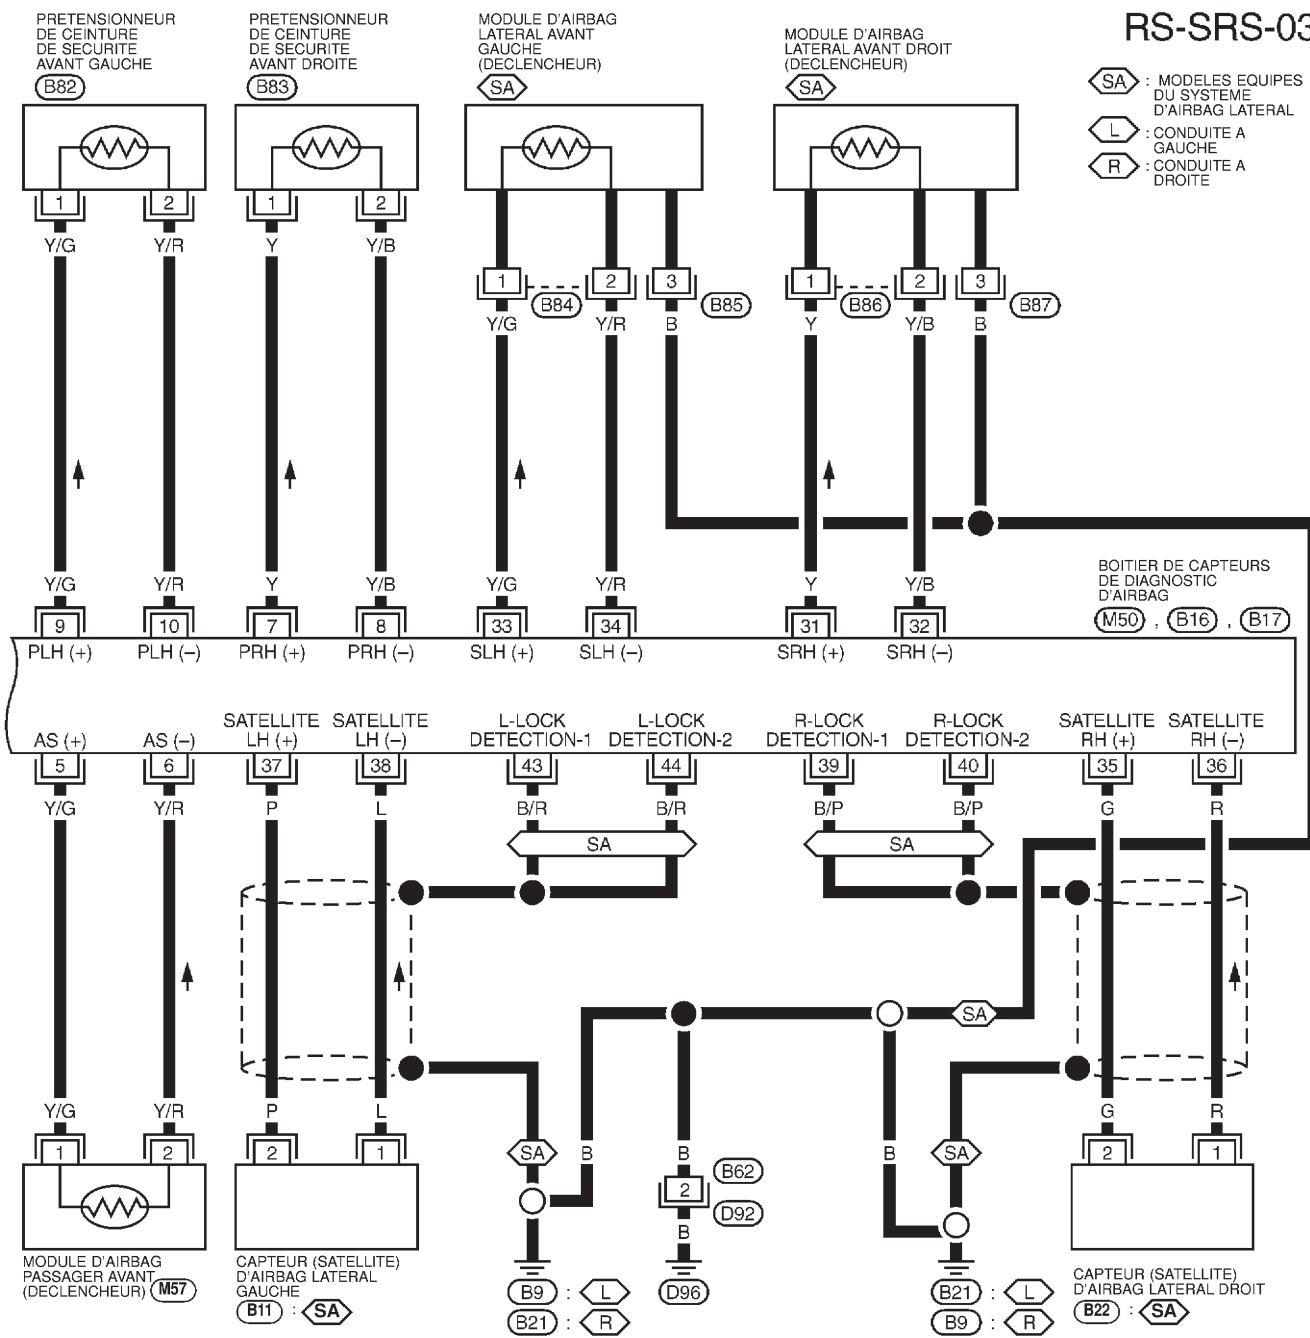 RS-SRS-03
PRETENSIONNEUR
DE CEINTURE
DE SECURITE
AVANT GAUCHE
B82
PRETENSIONNEUR
DE CEINTURE
DE SECURITE
AVANT DROITE
B83
MODULE D'AIRBAG
LATERAL AVANT
GAUCHE
(DECLENCHEUR)
SA
MODULE D'AIRBAG
LATERAL AVANT DROIT
(DECLENCHEUR)
SA
SA : MODELES EQUIPES
DU SYSTEME
D'AIRBAG LATERAL
L : CONDUITE A
GAUCHE
R : CONDUITE A
DROITE
1 2 1 2
Y/G Y/R Y Y/B
1 2 3 1 2 3
B84 B85 B86 B87
Y/G Y/R B Y Y/B B
BOITIER DE CAPTEURS
DE DIAGNOSTIC
D'AIRBAG
M50 , B16 , B17
Y/G Y/R Y Y/B Y/G Y/R Y Y/B
9 10 7 8 33 34 31 32
PLH (+) PLH (–) PRH (+) PRH (–) SLH (+) SLH (–) SRH (+) SRH (–)
SATELLITE SATELLITE L-LOCK L-LOCK R-LOCK R-LOCK SATELLITE SATELLITE
AS (+) AS (–) LH (+) LH (–) DETECTION-1 DETECTION-2 DETECTION-1 DETECTION-2 RH (+) RH (–)
5 6 37 38 43 44 39 40 35 36
Y/G Y/R P L B/R B/R B/P B/P G R
SA SA
SA
Y/G Y/R P L G R
1 2 2 1 SA B B B SA 2 1
B62
2
D92
B
MODULE D'AIRBAG
PASSAGER AVANT
(DECLENCHEUR) M57
CAPTEUR (SATELLITE)
D'AIRBAG LATERAL
GAUCHE
B11 : SA
B9 : L
B21 : R
D96
B21 : L
B9 : R
CAPTEUR (SATELLITE)
D'AIRBAG LATERAL DROIT
B22 : SA